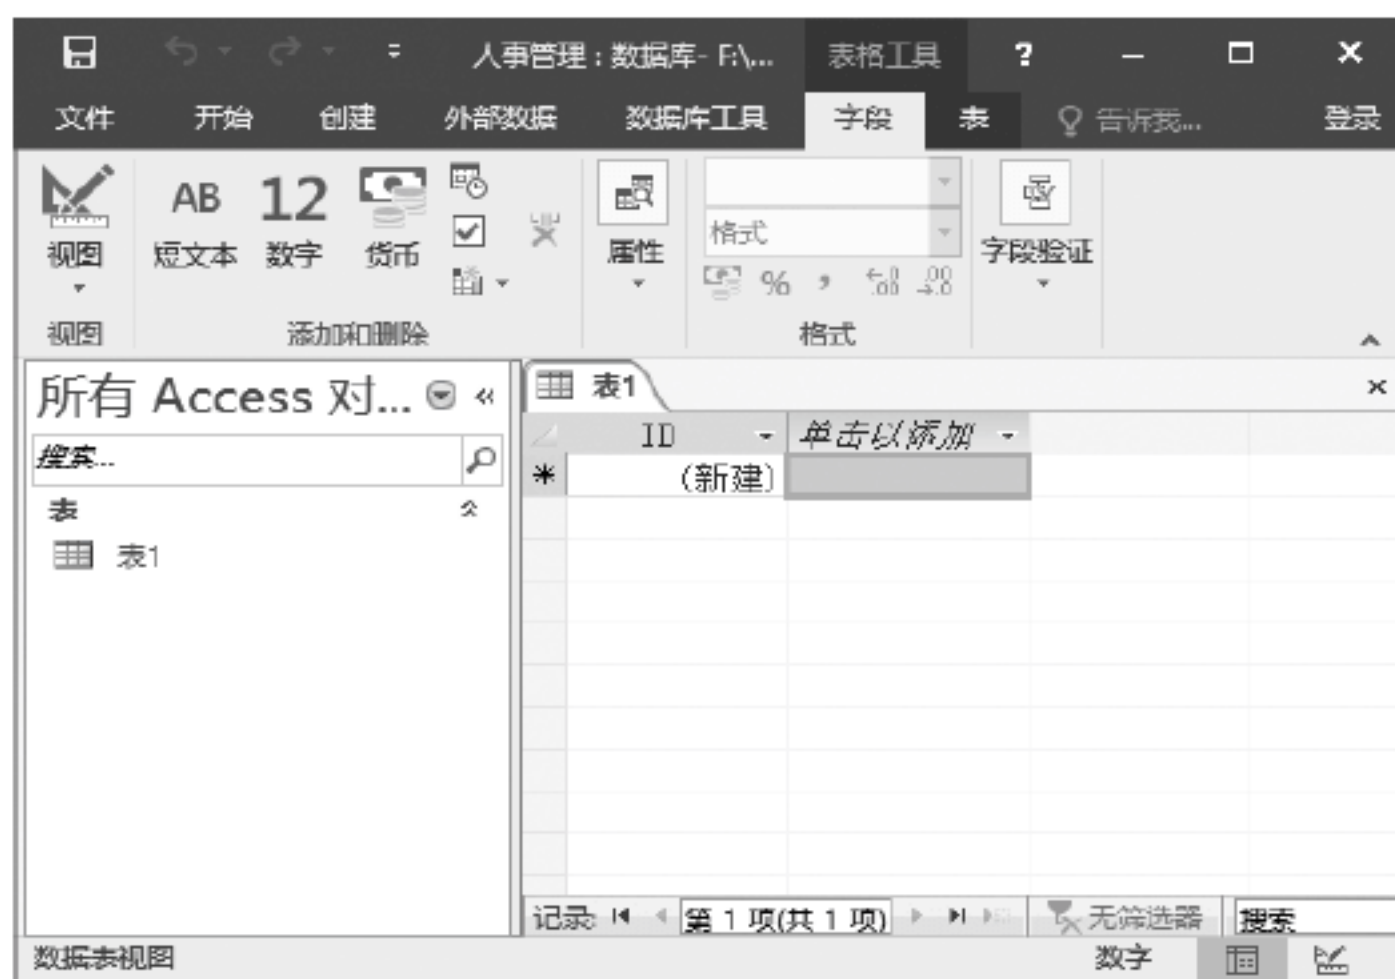 人事管理：数据库- F:\... 表格工具 ?
文件 开始 创建 外部数据 数据库工具 字段 表 告诉我... 登录
AB 12
格式
视图 短文本 数字 货币 属性 字段验证
% , .00 .00
视图 添加和删除 格式
所有 Access 对... «
表1
ID 单击以添加
搜索...
(新建)
表
表1
记录: 第 1 项(共 1 项) 无筛选器 搜索
数据表视图 数字